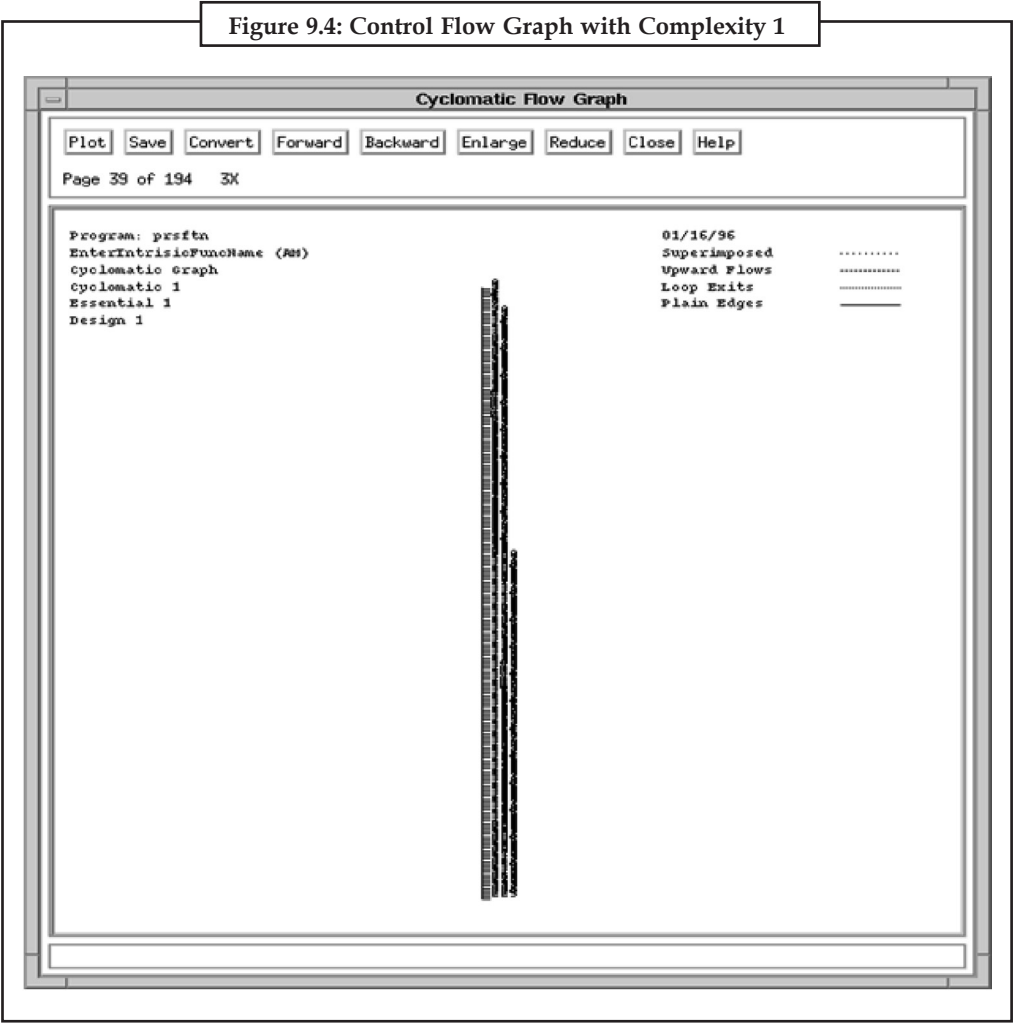 Figure 9.4: Control Flow Graph with Complexity 1
Cyclomatic Flow Graph
Plot Save Convert Forward Backward Enlarge Reduce Close Help
Page 39 of 194 3X
Program: prsftn
EnterIntrisicFuncName (AM)
Cyclomatic Graph
Cyclomatic 1
Essential 1
Design 1
01/16/96
Superimposed
Upward Flows
Loop Exits
Plain Edges